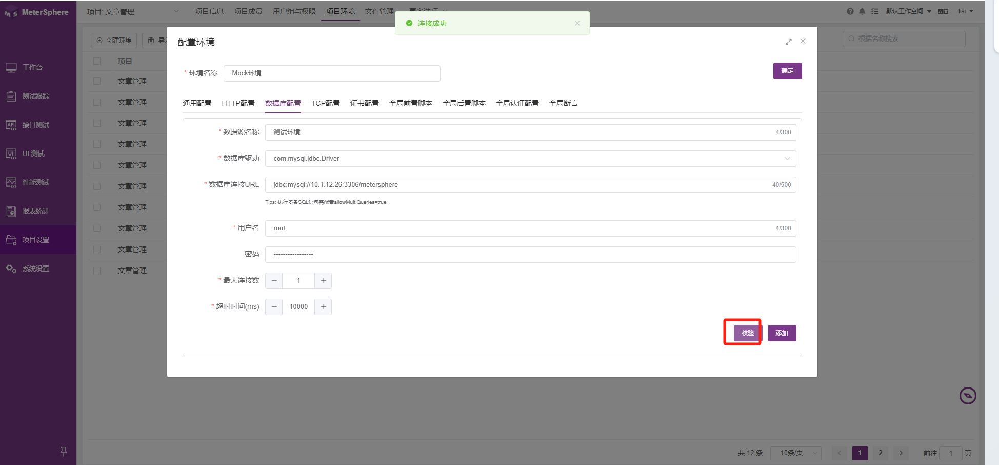 MeterSphere
项目: 文章管理
项目信息
项目成员
用户组与权限
项目环境
文件管理
更多选项
默认工作空间
lisi
连接成功
创建环境
导入
根据名称搜索
工作台
测试跟踪
接口测试
UI 测试
性能测试
报表统计
项目设置
系统设置
项目
文章管理
文章管理
文章管理
文章管理
文章管理
文章管理
文章管理
文章管理
文章管理
文章管理
配置环境
* 环境名称 Mock环境
确定
通用配置 HTTP配置 数据库配置 TCP配置 证书配置 全局前置脚本 全局后置脚本 全局认证配置 全局断言
* 数据源名称 测试环境 4/300
* 数据库驱动 com.mysql.jdbc.Driver
* 数据库连接URL jdbc:mysql://10.1.12.26:3306/metersphere 40/500
Tips: 执行多条SQL语句需配置allowMultiQueries=true
* 用户名 root 4/300
密码 •••••••••••••••••
* 最大连接数 − 1 +
* 超时时间(ms) − 10000 +
校验 添加
共 12 条 10条/页 < 1 2 > 前往 1 页